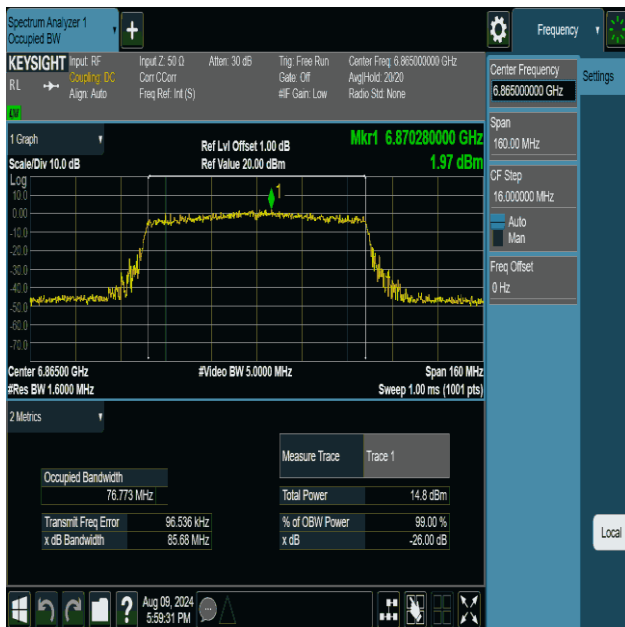 Spectrum Analyzer 1
Occupied BW
+
Frequency
KEYSIGHT
RL
Input: RF
Coupling: DC
Align: Auto
Input Z: 50 Ω
Corr CCorr
Freq Ref: Int (S)
Atten: 30 dB
Trig: Free Run
Gate: Off
#IF Gain: Low
Center Freq: 6.865000000 GHz
Avg|Hold: 20/20
Radio Std: None
Center Frequency
6.865000000 GHz
Settings
Span
160.00 MHz
CF Step
16.000000 MHz
Auto
Man
Freq Offset
0 Hz
1 Graph
Ref Lvl Offset 1.00 dB
Mkr1 6.870280000 GHz
Scale/Div 10.0 dB
Ref Value 20.00 dBm
1.97 dBm
Log
1
10.0
0.00
-10.0
-20.0
-30.0
-40.0
-50.0
-60.0
-70.0
Center 6.86500 GHz
#Video BW 5.0000 MHz
Span 160 MHz
#Res BW 1.6000 MHz
Sweep 1.00 ms (1001 pts)
2 Metrics
Measure Trace Trace 1
Occupied Bandwidth
76.773 MHz
Total Power 14.8 dBm
Transmit Freq Error 96.536 kHz
% of OBW Power 99.00 %
x dB Bandwidth 85.68 MHz
x dB -26.00 dB
Local
?
Aug 09, 2024
5:59:31 PM